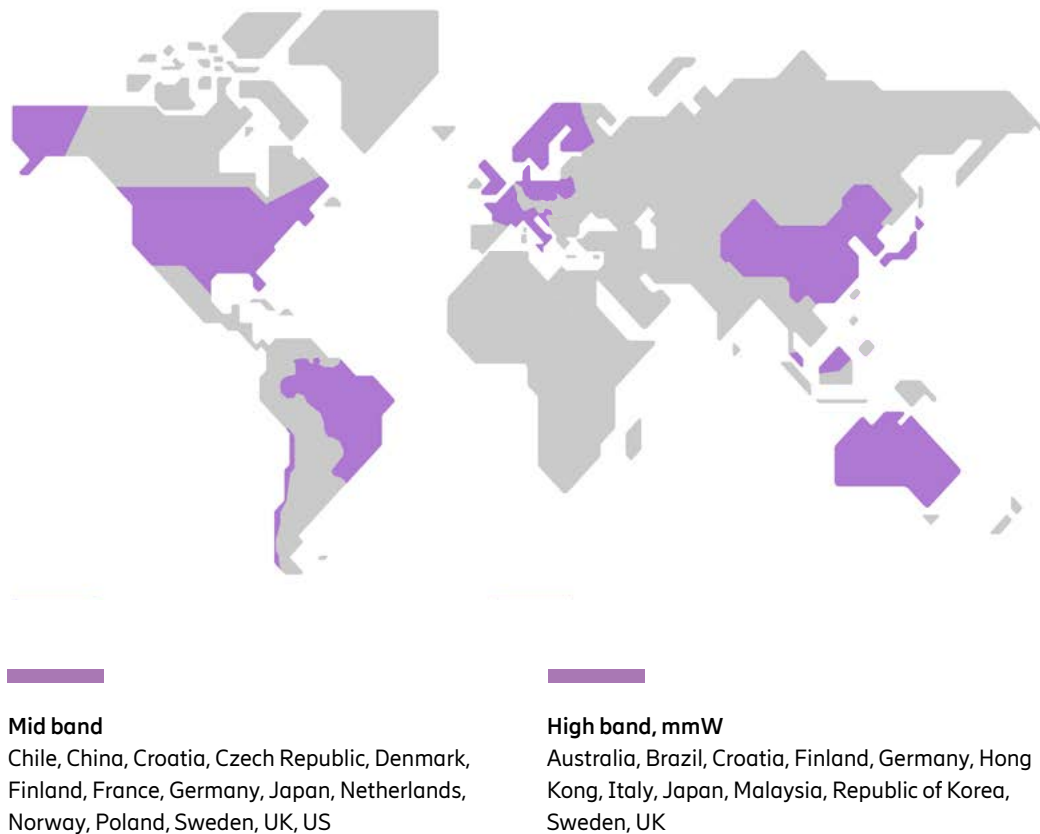 Mid band
Chile, China, Croatia, Czech Republic, Denmark,
Finland, France, Germany, Japan, Netherlands,
Norway, Poland, Sweden, UK, US
High band, mmW
Australia, Brazil, Croatia, Finland, Germany, Hong
Kong, Italy, Japan, Malaysia, Republic of Korea,
Sweden, UK